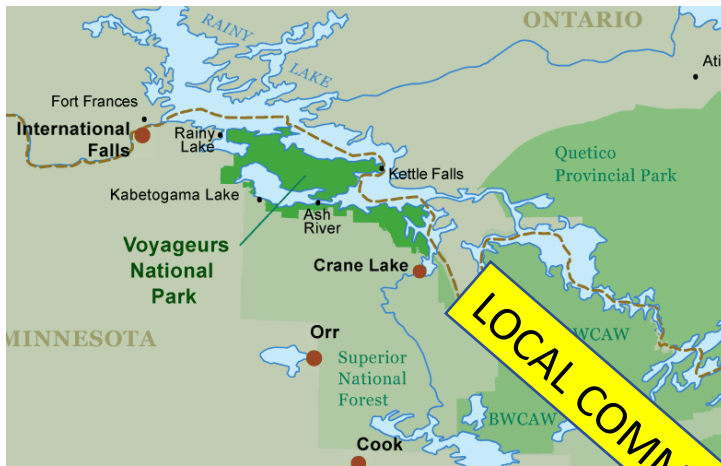 ONTARIO
RAINY
LAKE
Ati
Fort Frances
International
Falls
Rainy
Lake
Kettle Falls
Quetico
Provincial Park
Kabetogama Lake
Ash
River
Voyageurs
National
Park
Crane Lake
MINNESOTA
Orr
Superior
National
Forest
WCAW
BWCAW
LOCAL COMM
Cook